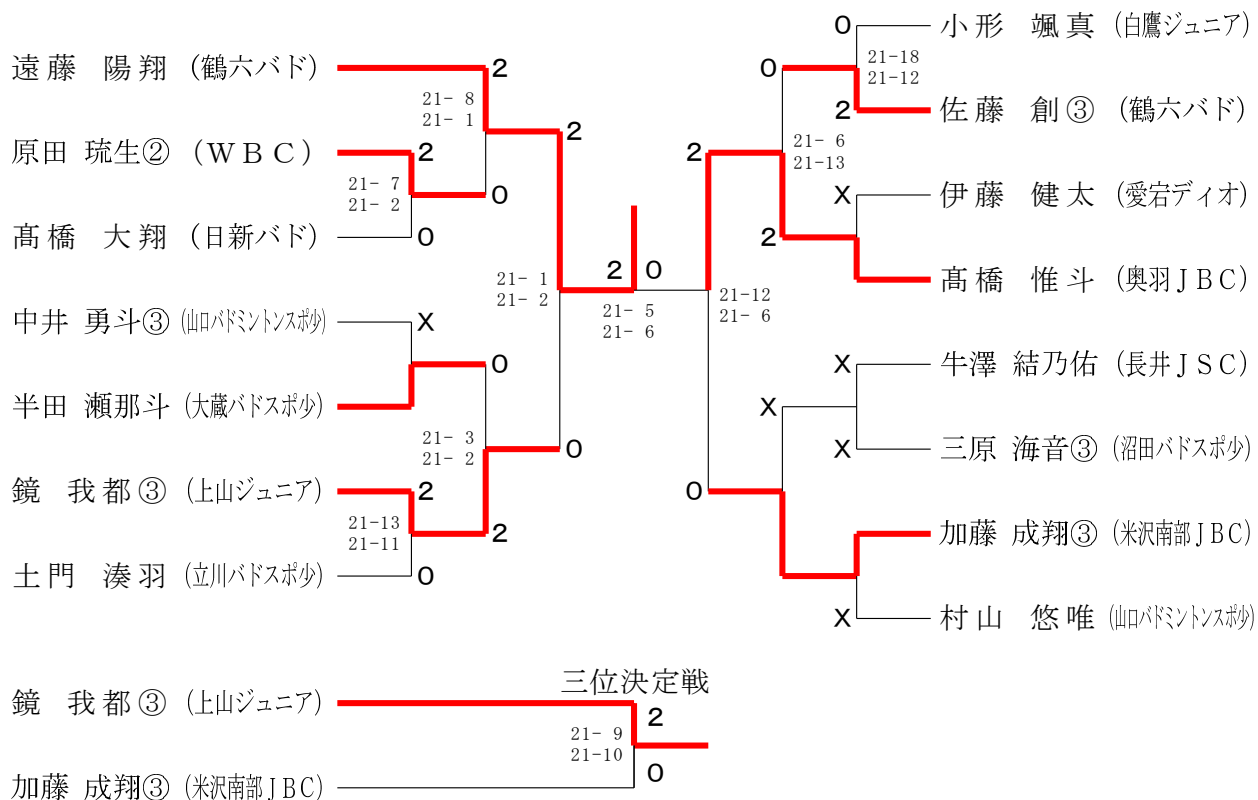 遠藤 陽翔 (鶴六バド)
2
21- 8
21- 1
原田 琉生② (WBC)
2
21- 7
21- 2
0
髙橋 大翔 (日新バド)
0
2
中井 勇斗③ (山口バドミントンスポ少)
X
21- 1
21- 2
0
半田 瀬那斗 (大蔵バドスポ少)
21- 3
21- 2
0
鏡 我都③ (上山ジュニア)
2
21-13
21-11
2
土門 湊羽 (立川バドスポ少)
0
2 0
21- 5
21- 6
0
小形 颯真 (白鷹ジュニア)
21-18
21-12
0
2
佐藤 創③ (鶴六バド)
21- 6
21-13
2
X
伊藤 健太 (愛宕ディオ)
2
髙橋 惟斗 (奥羽JBC)
21-12
21- 6
X
牛澤 結乃佑 (長井JSC)
X
X
三原 海音③ (沼田バドスポ少)
0
加藤 成翔③ (米沢南部JBC)
X
村山 悠唯 (山口バドミントンスポ少)
三位決定戦
鏡 我都③ (上山ジュニア)
2
21- 9
21-10
0
加藤 成翔③ (米沢南部JBC)